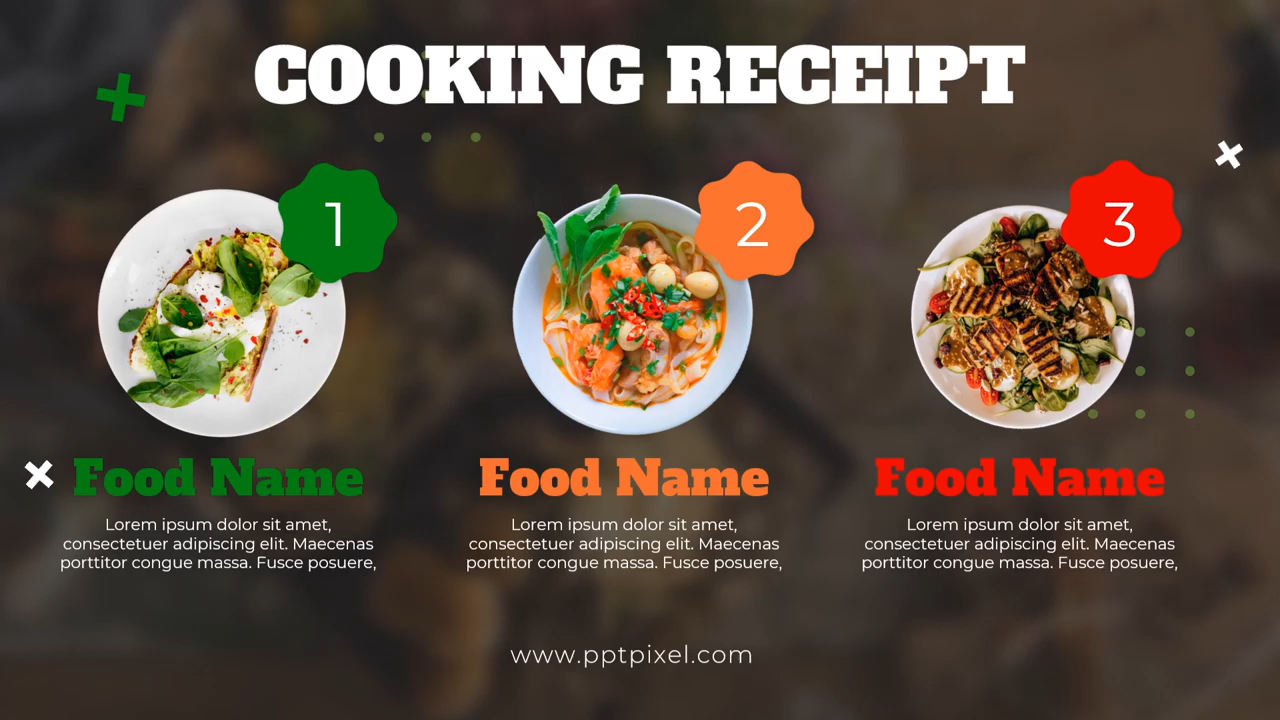 COOKING RECEIPT
1
2
3
Food Name
Lorem ipsum dolor sit amet,
consectetuer adipiscing elit. Maecenas
porttitor congue massa. Fusce posuere,
Food Name
Lorem ipsum dolor sit amet,
consectetuer adipiscing elit. Maecenas
porttitor congue massa. Fusce posuere,
Food Name
Lorem ipsum dolor sit amet,
consectetuer adipiscing elit. Maecenas
porttitor congue massa. Fusce posuere,
www.pptpixel.com